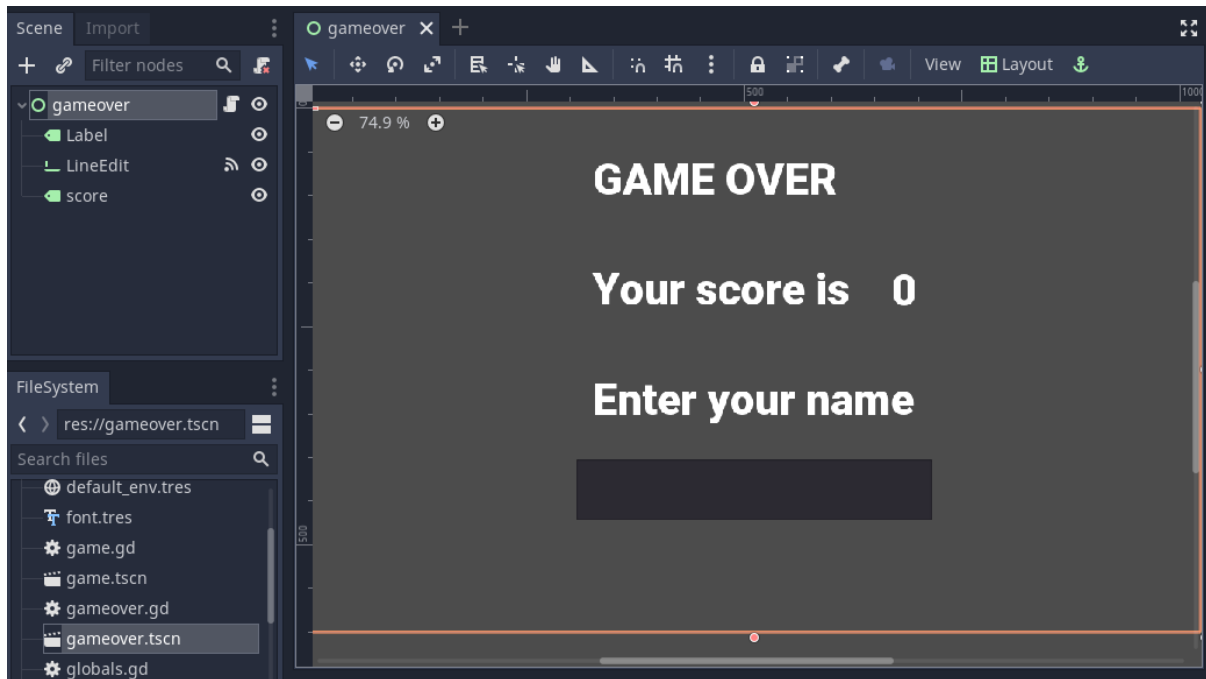 Scene Import
Filter nodes
gameover
Label
LineEdit
score
FileSystem
res://gameover.tscn
Search files
default_env.tres
font.tres
game.gd
game.tscn
gameover.gd
gameover.tscn
globals.gd
gameover
View Layout
500 1000
74.9 %
GAME OVER
Your score is 0
Enter your name
500